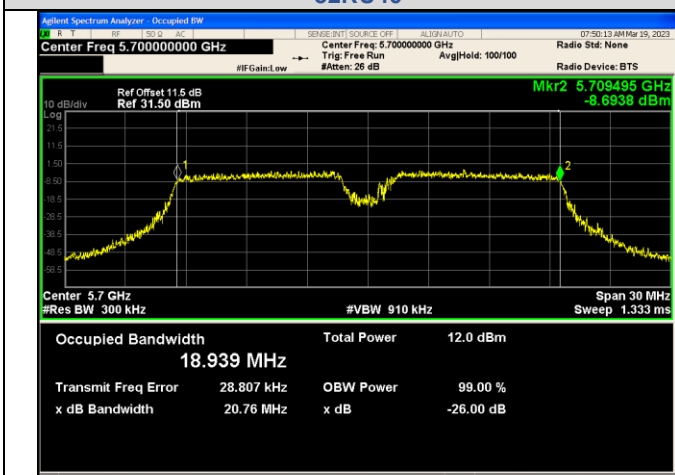 52RU40
Agilent Spectrum Analyzer - Occupied BW
R T RF 50 Ω AC SENSE:INT SOURCE OFF ALIGN AUTO 07:50:13 AM Mar 19, 2023
Center Freq 5.700000000 GHz Center Freq: 5.700000000 GHz Radio Std: None
Trig: Free Run Avg|Hold: 100/100
#IFGain:Low #Atten: 26 dB Radio Device: BTS
Mkr2 5.709495 GHz
-8.6938 dBm
Ref Offset 11.5 dB
10 dB/div Ref 31.50 dBm
Log
21.5
11.5
1.50
-8.50
-18.5
-28.5
-38.5
-48.5
-58.5
1
2
Center 5.7 GHz Span 30 MHz
#Res BW 300 kHz #VBW 910 kHz Sweep 1.333 ms
Occupied Bandwidth Total Power 12.0 dBm
18.939 MHz
Transmit Freq Error 28.807 kHz OBW Power 99.00 %
x dB Bandwidth 20.76 MHz x dB -26.00 dB